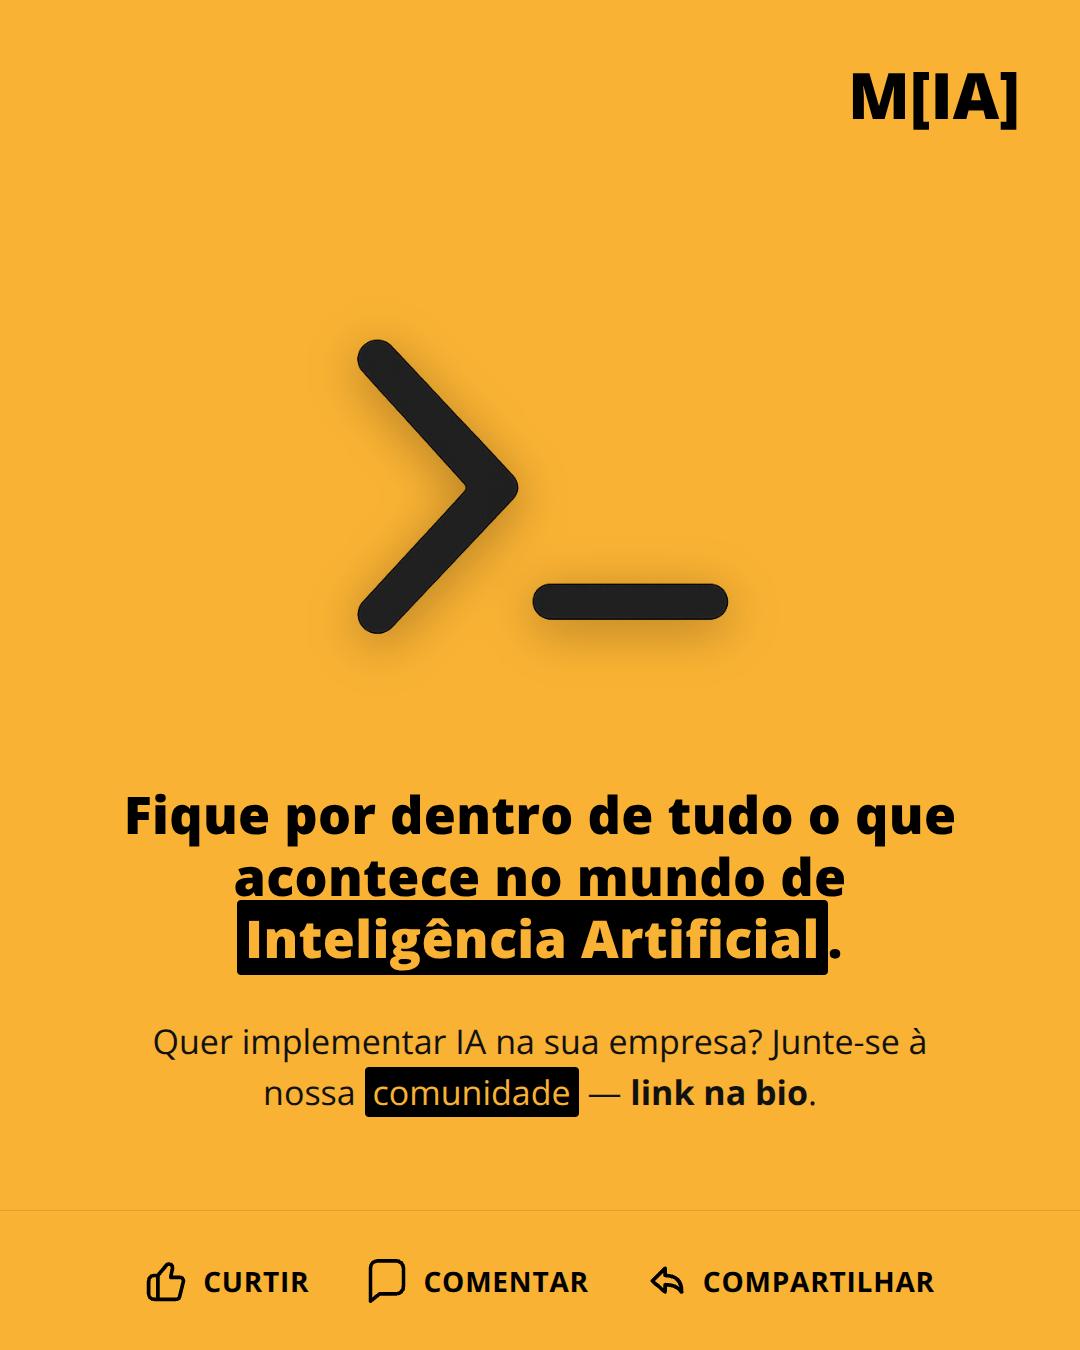 M[IA]
>_
Fique por dentro de tudo o que
acontece no mundo de
Inteligência Artificial.
Quer implementar IA na sua empresa? Junte-se à
nossa comunidade — link na bio.
CURTIR COMENTAR COMPARTILHAR